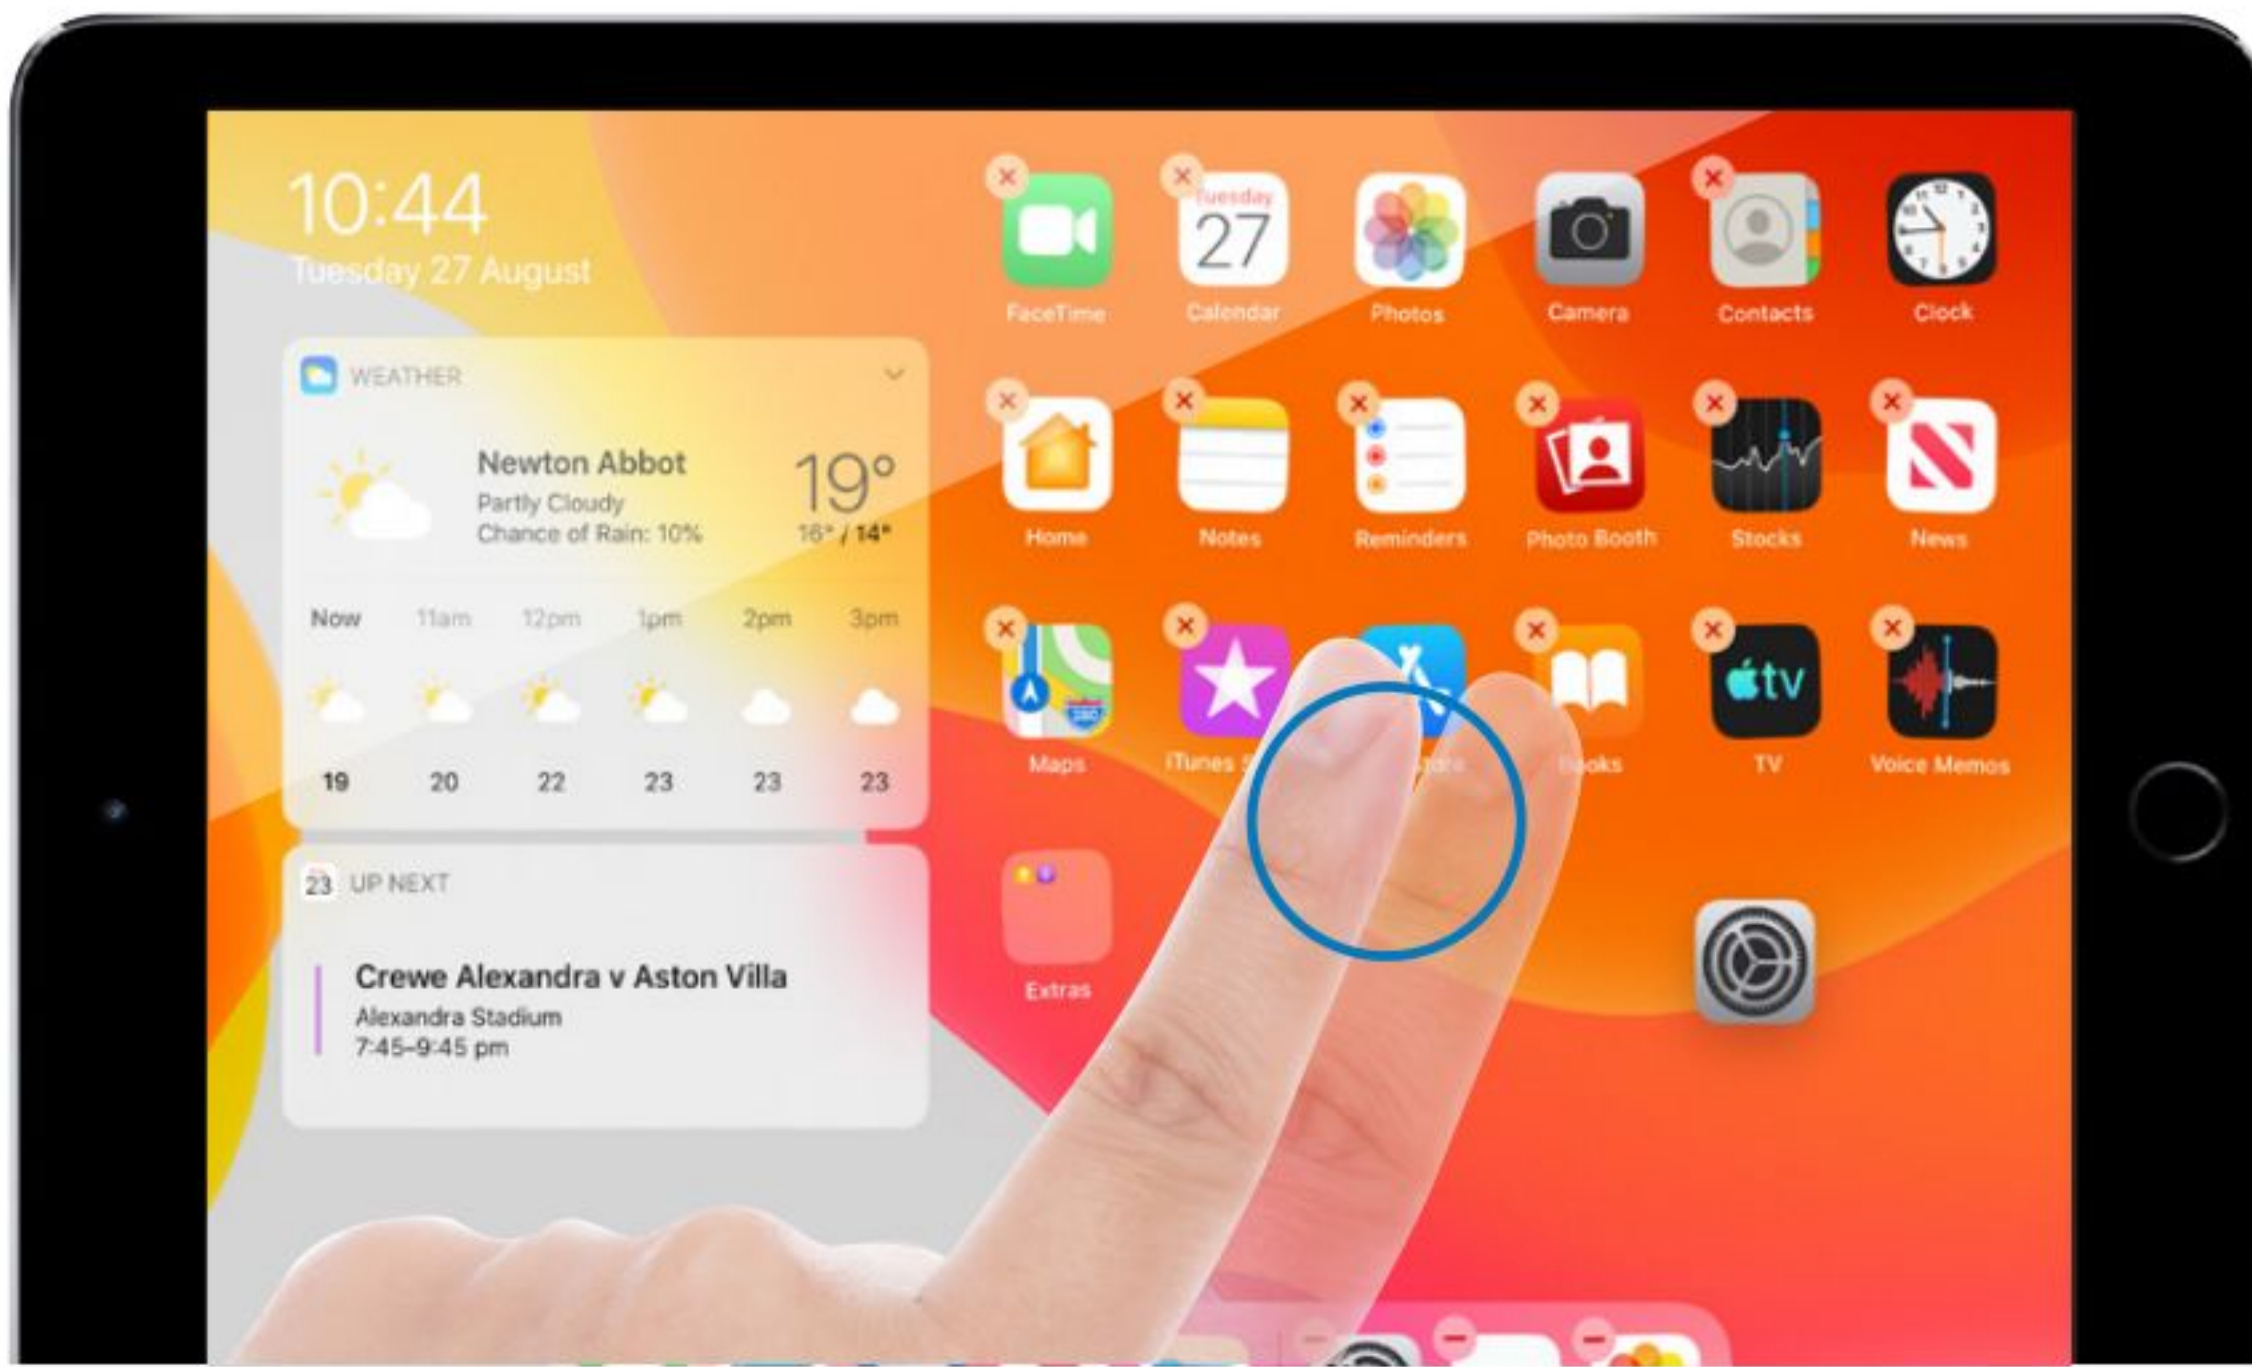 10:44
Tuesday 27 August
WEATHER
Newton Abbot
Partly Cloudy
Chance of Rain: 10%
19°
16° / 14°
Now 11am 12pm 1pm 2pm 3pm
19 20 22 23 23 23
23 UP NEXT
Crewe Alexandra v Aston Villa
Alexandra Stadium
7:45–9:45 pm
Tuesday
27
FaceTime Calendar Photos Camera Contacts Clock
Home Notes Reminders Photo Booth Stocks News
280
tv
Maps iTunes TV Voice Memos
Extras